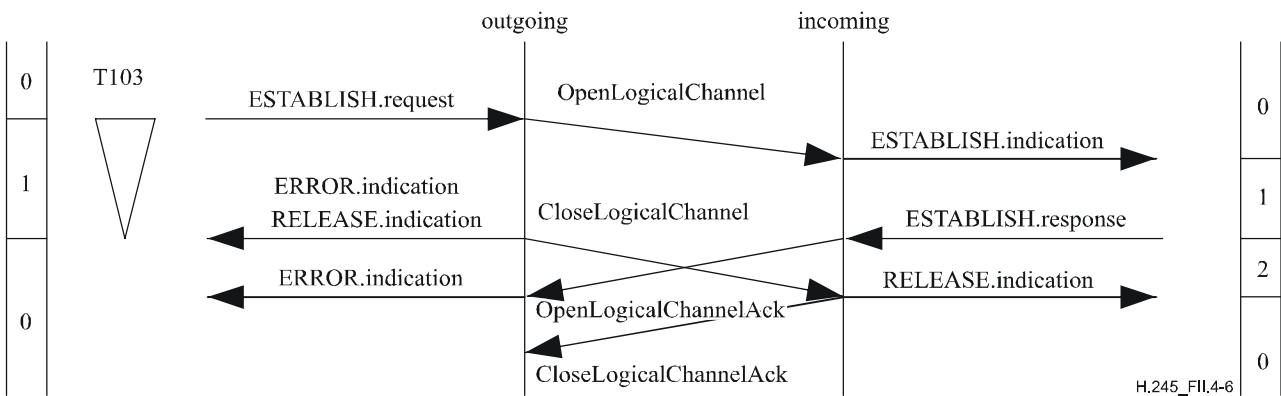 outgoing
incoming
0
T103
ESTABLISH.request
OpenLogicalChannel
0
ESTABLISH.indication
1
ERROR.indication
RELEASE.indication
CloseLogicalChannel
ESTABLISH.response
1
ERROR.indication
RELEASE.indication
2
0
OpenLogicalChannelAck
CloseLogicalChannelAck
0
H.245_FII.4-6